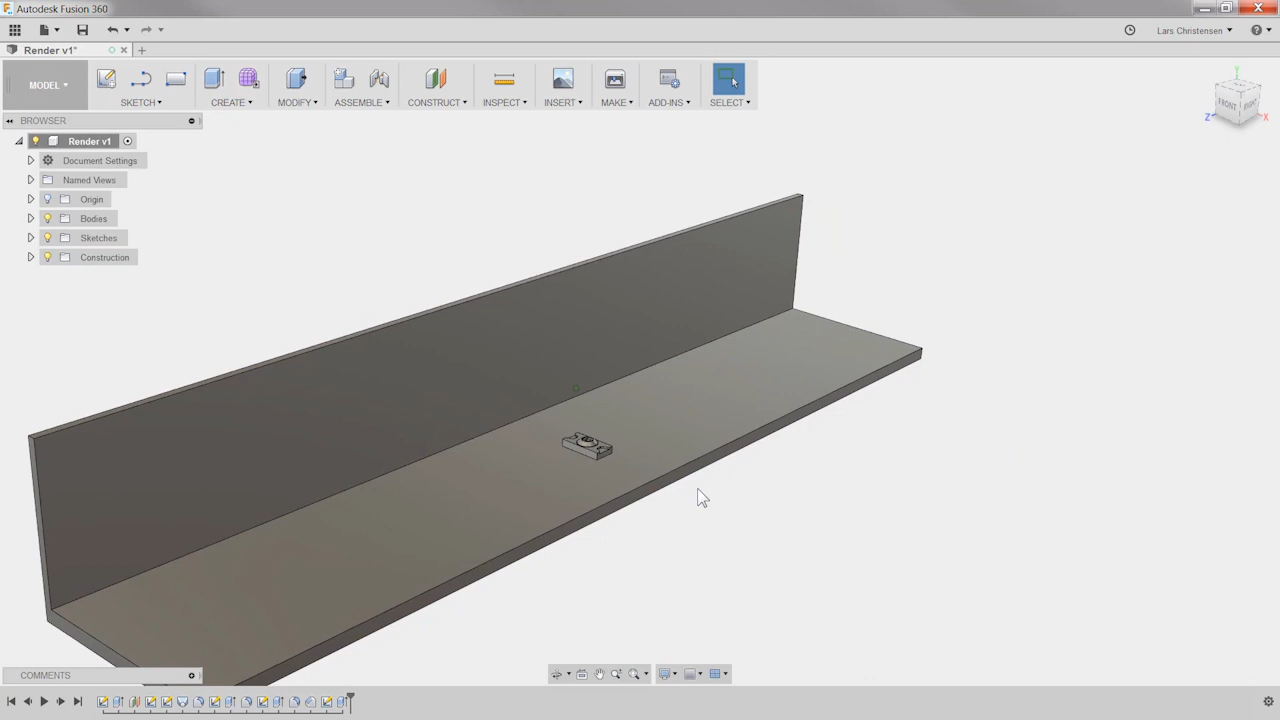 Autodesk Fusion 360
Lars Christensen
Render v1*
MODEL
SKETCH
CREATE
MODIFY
ASSEMBLE
CONSTRUCT
INSPECT
INSERT
MAKE
ADD-INS
SELECT
BROWSER
Render v1
Document Settings
Named Views
Origin
Bodies
Sketches
Construction
Y
FRONT
RIGHT
Z
X
COMMENTS